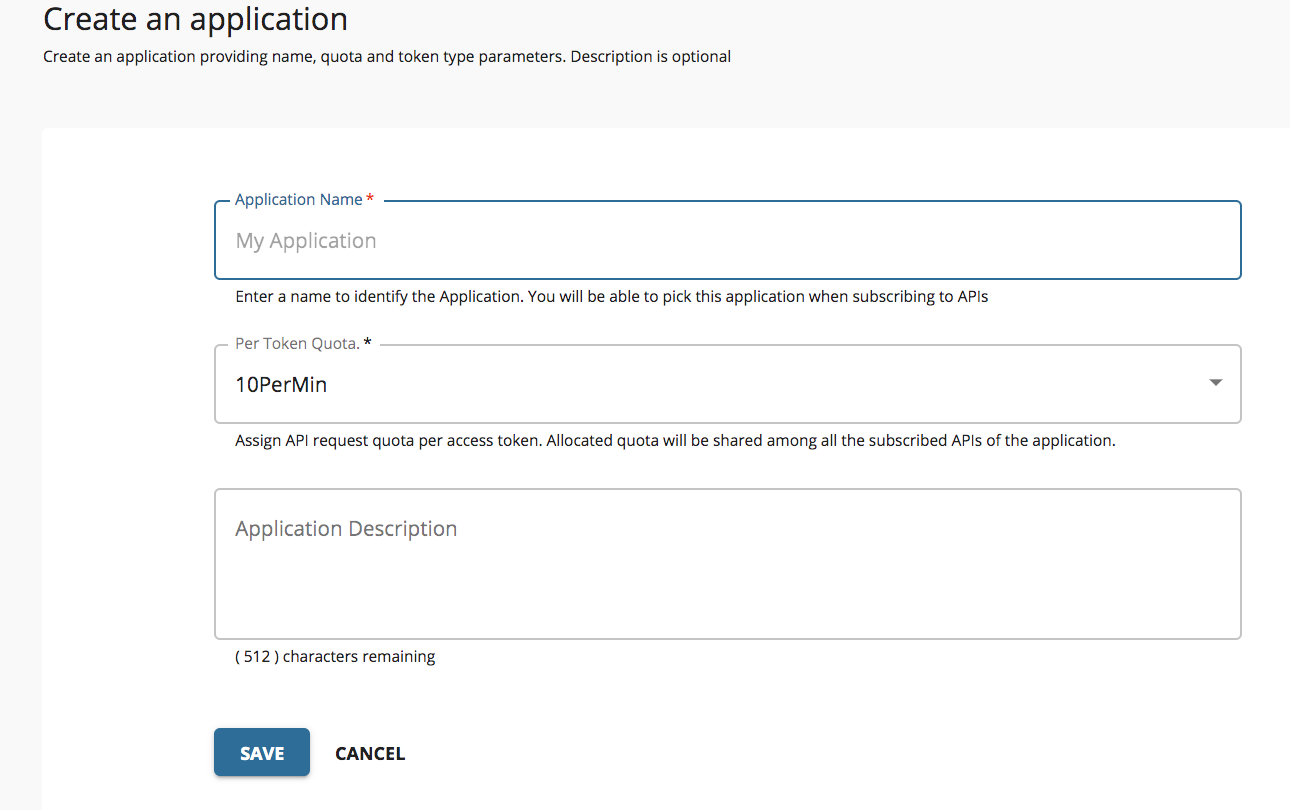 Create an application
Create an application providing name, quota and token type parameters. Description is optional
Application Name *
My Application
Enter a name to identify the Application. You will be able to pick this application when subscribing to APIs
Per Token Quota. *
10PerMin
Assign API request quota per access token. Allocated quota will be shared among all the subscribed APIs of the application.
Application Description
( 512 ) characters remaining
SAVE CANCEL